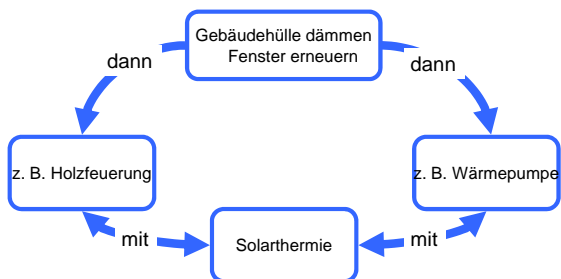 Gebäudehülle dämmen
Fenster erneuern
dann
dann
z. B. Holzfeuerung
z. B. Wärmepumpe
mit
Solarthermie
mit